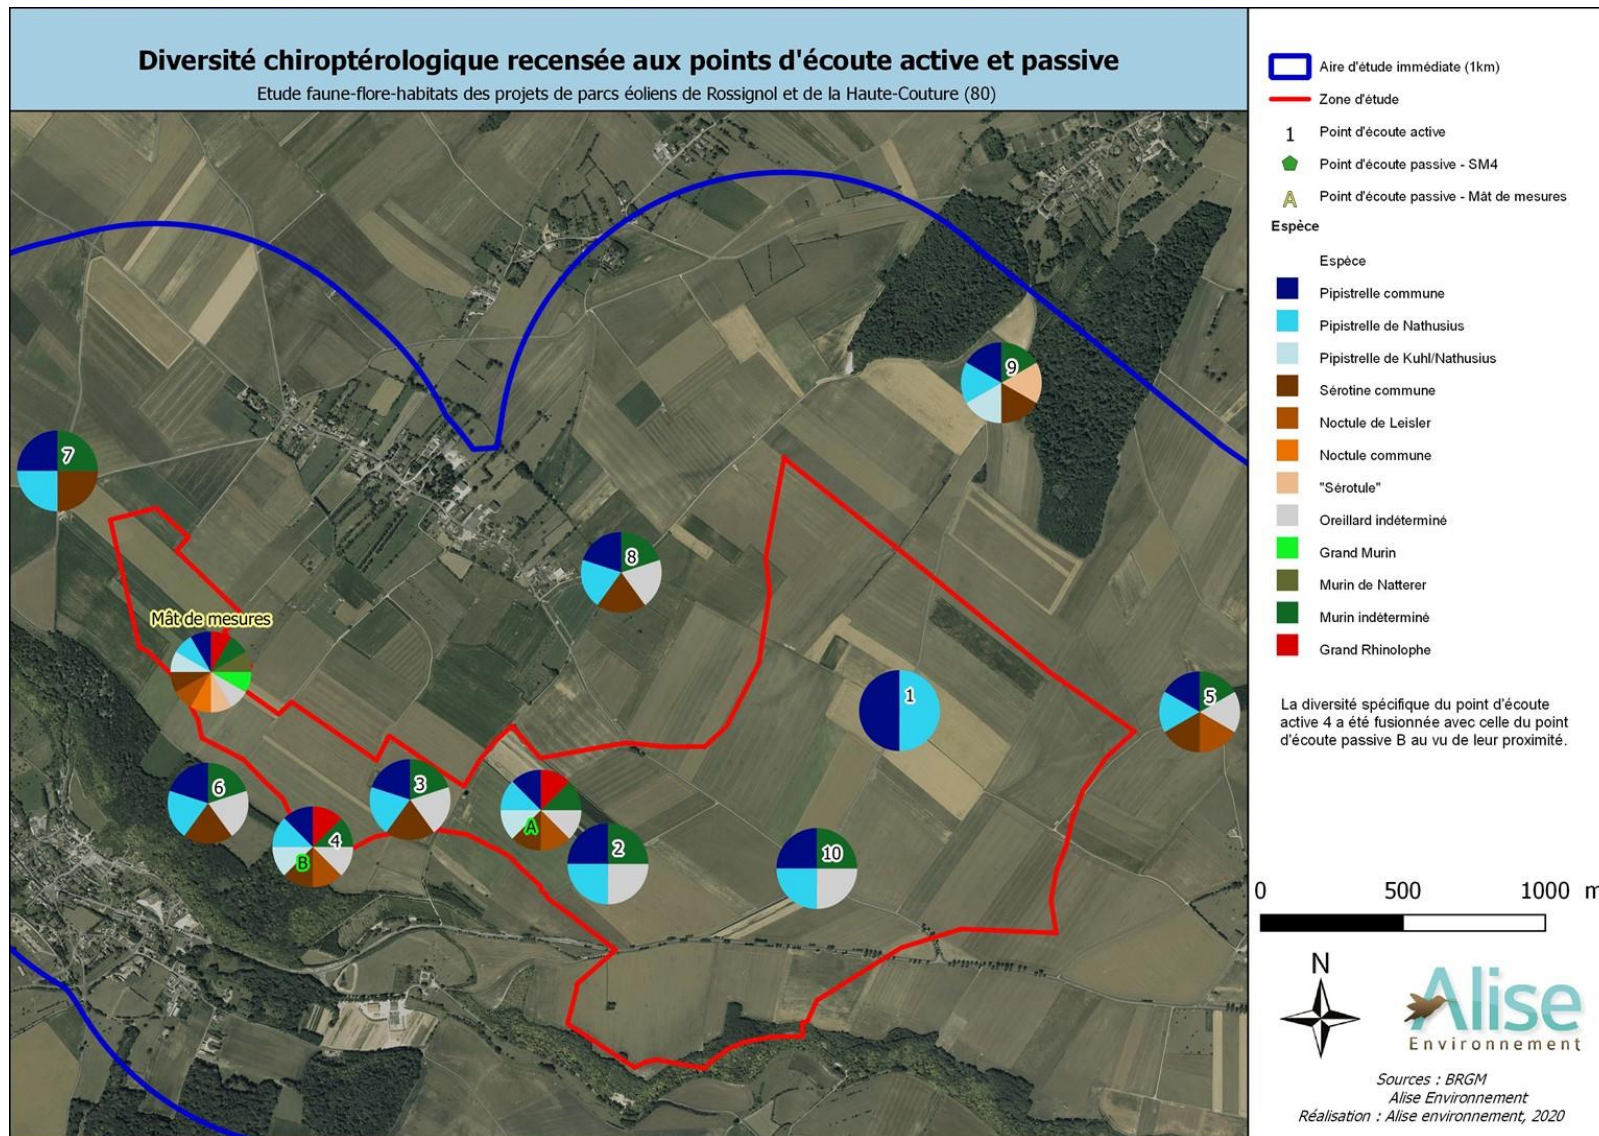 Diversité chiroptérologique recensée aux points d'écoute active et passive
Etude faune-flore-habitats des projets de parcs éoliens de Rossignol et de la Haute-Couture (80)
Aire d'étude immédiate (1km)
Zone d'étude
1 Point d'écoute active
Point d'écoute passive - SM4
A Point d'écoute passive - Mât de mesures
Espèce
Espèce
Pipistrelle commune
Pipistrelle de Nathusius
Pipistrelle de Kuhl/Nathusius
Sérotine commune
Noctule de Leisler
Noctule commune
"Sérotule"
Oreillard indéterminé
Grand Murin
Murin de Natterer
Murin indéterminé
Grand Rhinolophe
La diversité spécifique du point d'écoute
active 4 a été fusionnée avec celle du point
d'écoute passive B au vu de leur proximité.
9
7
8
Mât de mesures
1
5
6
3
4
B
A
2
10
0 500 1000 m
N
Alise
Environnement
Sources : BRGM
Alise Environnement
Réalisation : Alise environnement, 2020